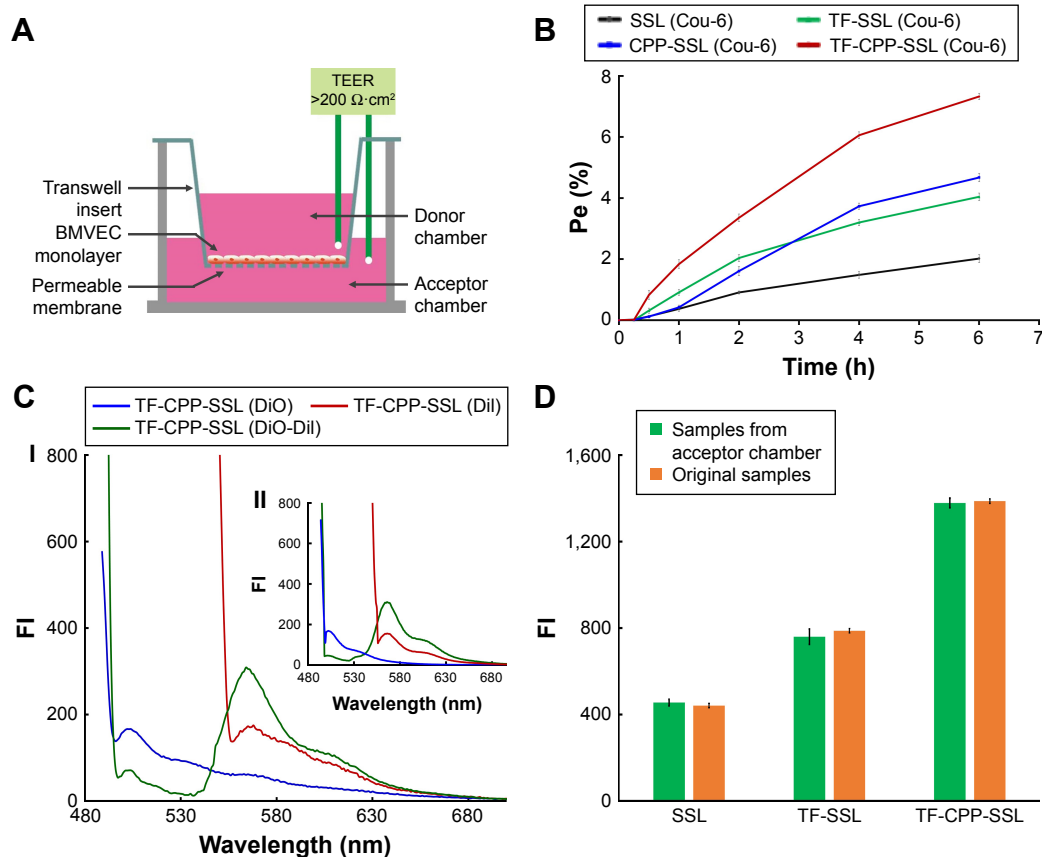 A
TEER
>200 Ω·cm²
Transwell
insert
BMVEC
monolayer
Permeable
membrane
Donor
chamber
Acceptor
chamber
B
SSL (Cou-6)
TF-SSL (Cou-6)
CPP-SSL (Cou-6)
TF-CPP-SSL (Cou-6)
Pe (%)
8
6
4
2
0
0 1 2 3 4 5 6 7
Time (h)
C
TF-CPP-SSL (DiO)
TF-CPP-SSL (DiI)
TF-CPP-SSL (DiO-DiI)
I
FI
800
600
400
200
0
480 530 580 630 680
Wavelength (nm)
II
FI
800
600
400
200
0
480 530 580 630 680
Wavelength (nm)
D
Samples from
acceptor chamber
Original samples
FI
1,600
1,200
800
400
0
SSL TF-SSL TF-CPP-SSL